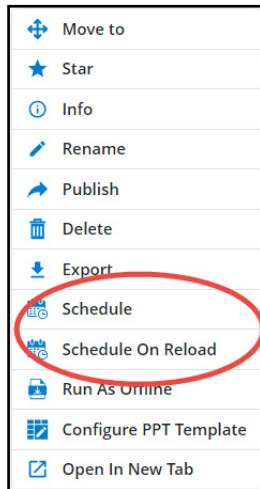 Move to
Star
Info
Rename
Publish
Delete
Export
Schedule
Schedule On Reload
Run As Offline
Configure PPT Template
Open In New Tab